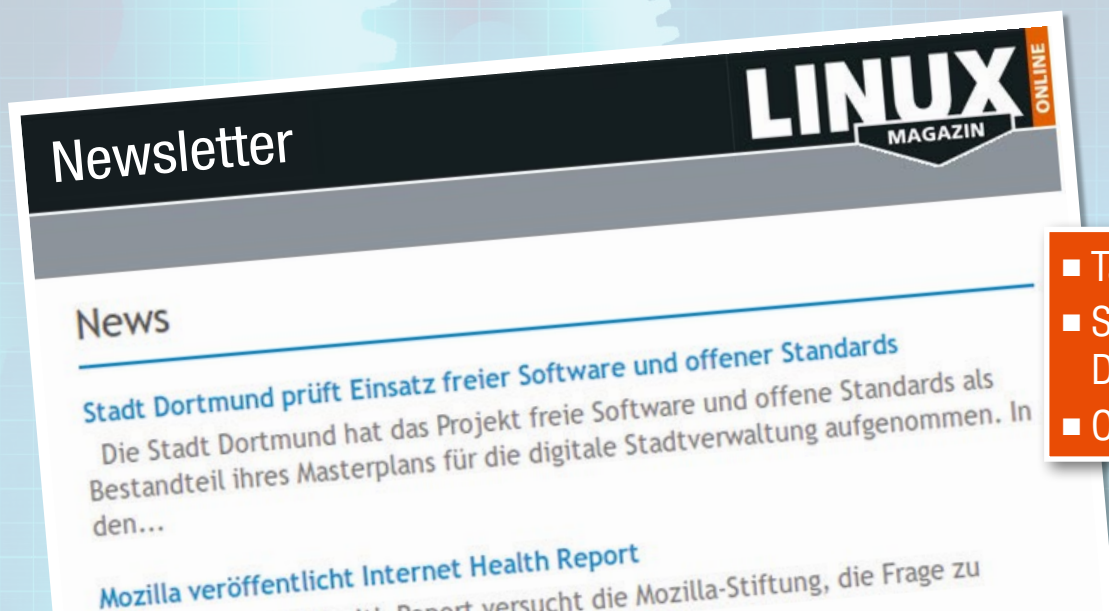 Newsletter
LINUX
MAGAZIN
ONLINE
News
Stadt Dortmund prüft Einsatz freier Software und offener Standards
Die Stadt Dortmund hat das Projekt freie Software und offene Standards als
Bestandteil ihres Masterplans für die digitale Stadtverwaltung aufgenommen. In
den...
Mozilla veröffentlicht Internet Health Report
Report versucht die Mozilla-Stiftung, die Frage zu